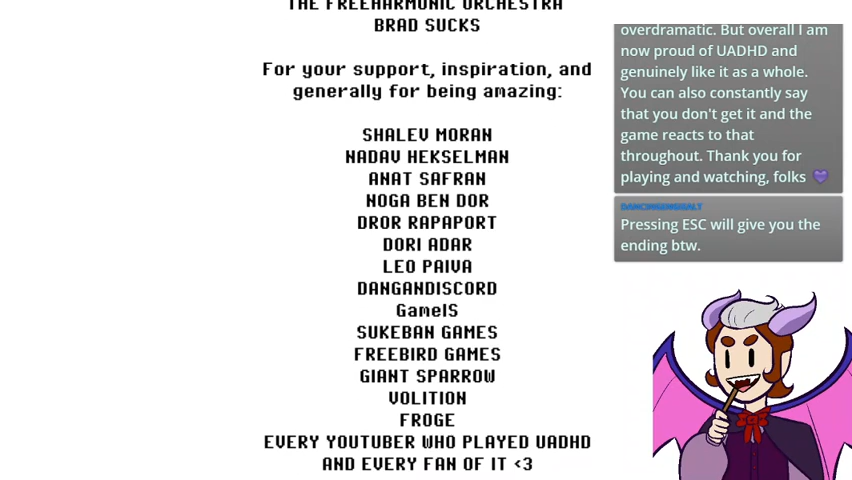 THE FREEHARMONIC ORCHESTRA
BRAD SUCKS
For your support, inspiration, and
generally for being amazing:
SHALEV MORAN
NADAV HEKSELMAN
ANAT SAFRAN
NOGA BEN DOR
DROR RAPAPORT
DORI ADAR
LEO PAIVA
DANGANDISCORD
GameIS
SUKEBAN GAMES
FREEBIRD GAMES
GIANT SPARROW
VOLITION
FROGE
EVERY YOUTUBER WHO PLAYED UADHD
AND EVERY FAN OF IT <3
overdramatic. But overall I am
now proud of UADHD and
genuinely like it as a whole.
You can also constantly say
that you don't get it and the
game reacts to that
throughout. Thank you for
playing and watching, folks 💜
Pressing ESC will give you the
ending btw.